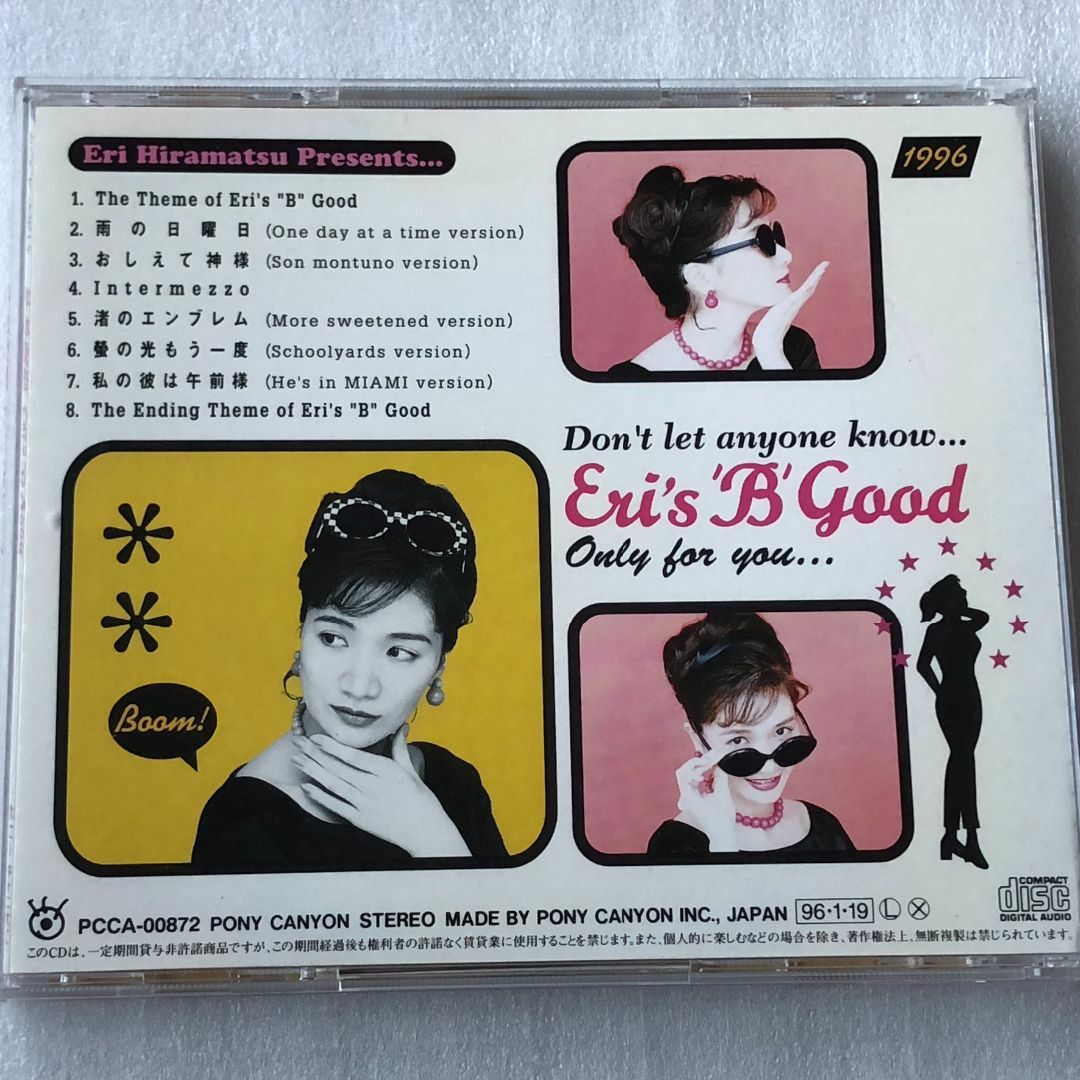 Eri Hiramatsu Presents...
1996
1. The Theme of Eri's "B" Good
2. 雨の日曜日 (One day at a time version)
3. おしえて神様 (Son montuno version)
4. Intermezzo
5. 渚のエンブレム (More sweetened version)
6. 螢の光もう一度 (Schoolyards version)
7. 私の彼は午前様 (He's in MIAMI version)
8. The Ending Theme of Eri's "B" Good
Don't let anyone know...
Eri's 'B' Good
Only for you...
Boom!
PCCA-00872 PONY CANYON STEREO MADE BY PONY CANYON INC., JAPAN 96・1・19 L X
COMPACT
disc
DIGITAL AUDIO
このCDは、一定期間貸与非許諾商品ですが、この期間経過後も権利者の許諾なく賃貸業に使用することを禁じます。また、個人的に楽しむなどの場合を除き、著作権法上、無断複製は禁じられています。